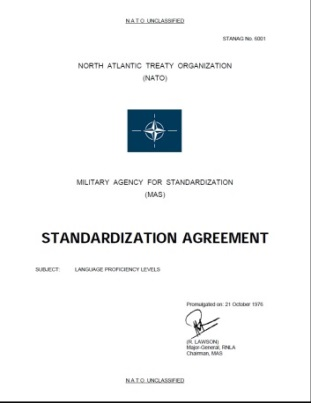 N A T O UNCLASSIFIED
STANAG No. 6001
NORTH ATLANTIC TREATY ORGANIZATION
(NATO)
MILITARY AGENCY FOR STANDARDIZATION
(MAS)
STANDARDIZATION AGREEMENT
SUBJECT: LANGUAGE PROFICIENCY LEVELS
Promulgated on 21 October 1976
(R. LAWSON)
Major-General, RNLA
Chairman, MAS
N A T O UNCLASSIFIED